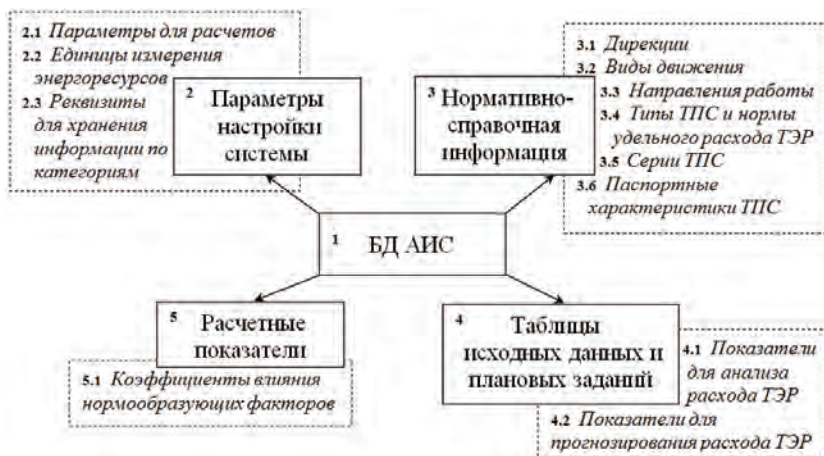 2.1 Параметры для расчетов
2.2 Единицы измерения
энергоресурсов
2.3 Реквизиты
для хранения
информации по
категориям
2 Параметры
настройки
системы
3 Нормативно-
справочная
информация
3.1 Дирекции
3.2 Виды движения
3.3 Направления работы
3.4 Типы ТПС и нормы
удельного расхода ТЭР
3.5 Серии ТПС
3.6 Паспортные
характеристики ТПС
1 БД АИС
5 Расчетные
показатели
5.1 Коэффициенты влияния
нормообразующих факторов
4 Таблицы
исходных данных и
плановых заданий
4.1 Показатели
для анализа
расхода ТЭР
4.2 Показатели для
прогнозирования расхода ТЭР